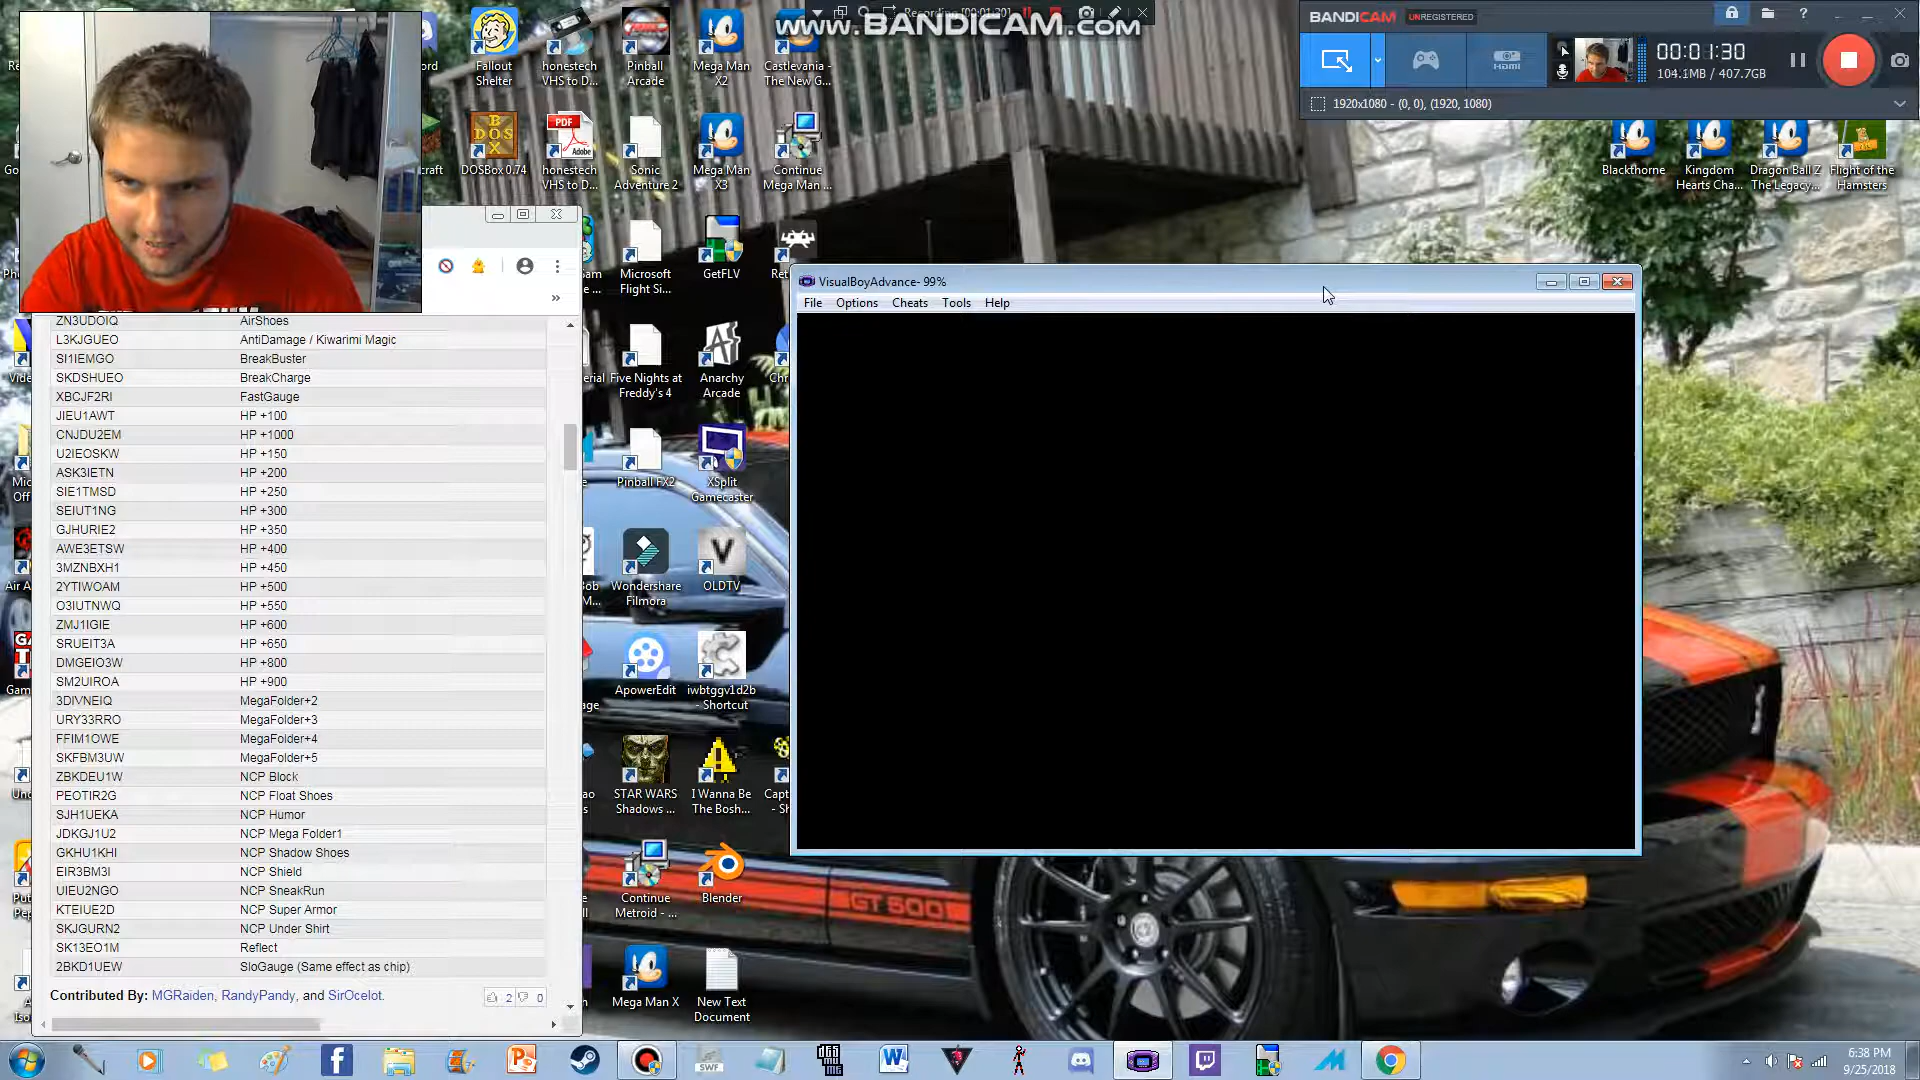 Recording [00:01:30]
www.BANDICAM.com
BANDICAM UNREGISTERED
00:01:30
104.1MB / 407.7GB
1920x1080 - (0, 0), (1920, 1080)
HDMI
Fallout Shelter
honestech VHS to D...
Pinball Arcade
Mega Man X2
Castlevania - The New G...
DOSBox 0.74
honestech VHS to D...
Sonic Adventure 2
Mega Man X3
Continue Mega Man ...
Blackthorne
Kingdom Hearts Cha...
Dragon Ball Z The Legacy...
Flight of the Hamsters
Microsoft Flight Si...
GetFLV
Five Nights at Freddy's 4
Anarchy Arcade
Pinball FX2
XSplit Gamecaster
Wondershare Filmora
OLDTV
ApowerEdit
iwbtggv1d2b - Shortcut
STAR WARS Shadows ...
I Wanna Be The Bosh...
Continue Metroid - ...
Blender
Mega Man X
New Text Document
VisualBoyAdvance- 99%
File Options Cheats Tools Help
ZN3UDOIQ AirShoes
L3KJGUEO AntiDamage / Kiwarimi Magic
SI1IEMGO BreakBuster
SKDSHUEO BreakCharge
XBCJF2RI FastGauge
JIEU1AWT HP +100
CNJDU2EM HP +1000
U2IEOSKW HP +150
ASK3IETN HP +200
SIE1TMSD HP +250
SEIUT1NG HP +300
GJHURIE2 HP +350
AWE3ETSW HP +400
3MZNBXH1 HP +450
2YTIWOAM HP +500
O3IUTNWQ HP +550
ZMJ1IGIE HP +600
SRUEIT3A HP +650
DMGEIO3W HP +800
SM2UIROA HP +900
3DIVNEIQ MegaFolder+2
URY33RRO MegaFolder+3
FFIM1OWE MegaFolder+4
SKFBM3UW MegaFolder+5
ZBKDEU1W NCP Block
PEOTIR2G NCP Float Shoes
SJH1UEKA NCP Humor
JDKGJ1U2 NCP Mega Folder1
GKHU1KHI NCP Shadow Shoes
EIR3BM3I NCP Shield
UIEU2NGO NCP SneakRun
KTEIUE2D NCP Super Armor
SKJGURN2 NCP Under Shirt
SK13EO1M Reflect
2BKD1UEW SloGauge (Same effect as chip)
Contributed By: MGRaiden, RandyPandy, and SirOcelot.
2 0
GT 500
6:38 PM
9/25/2018